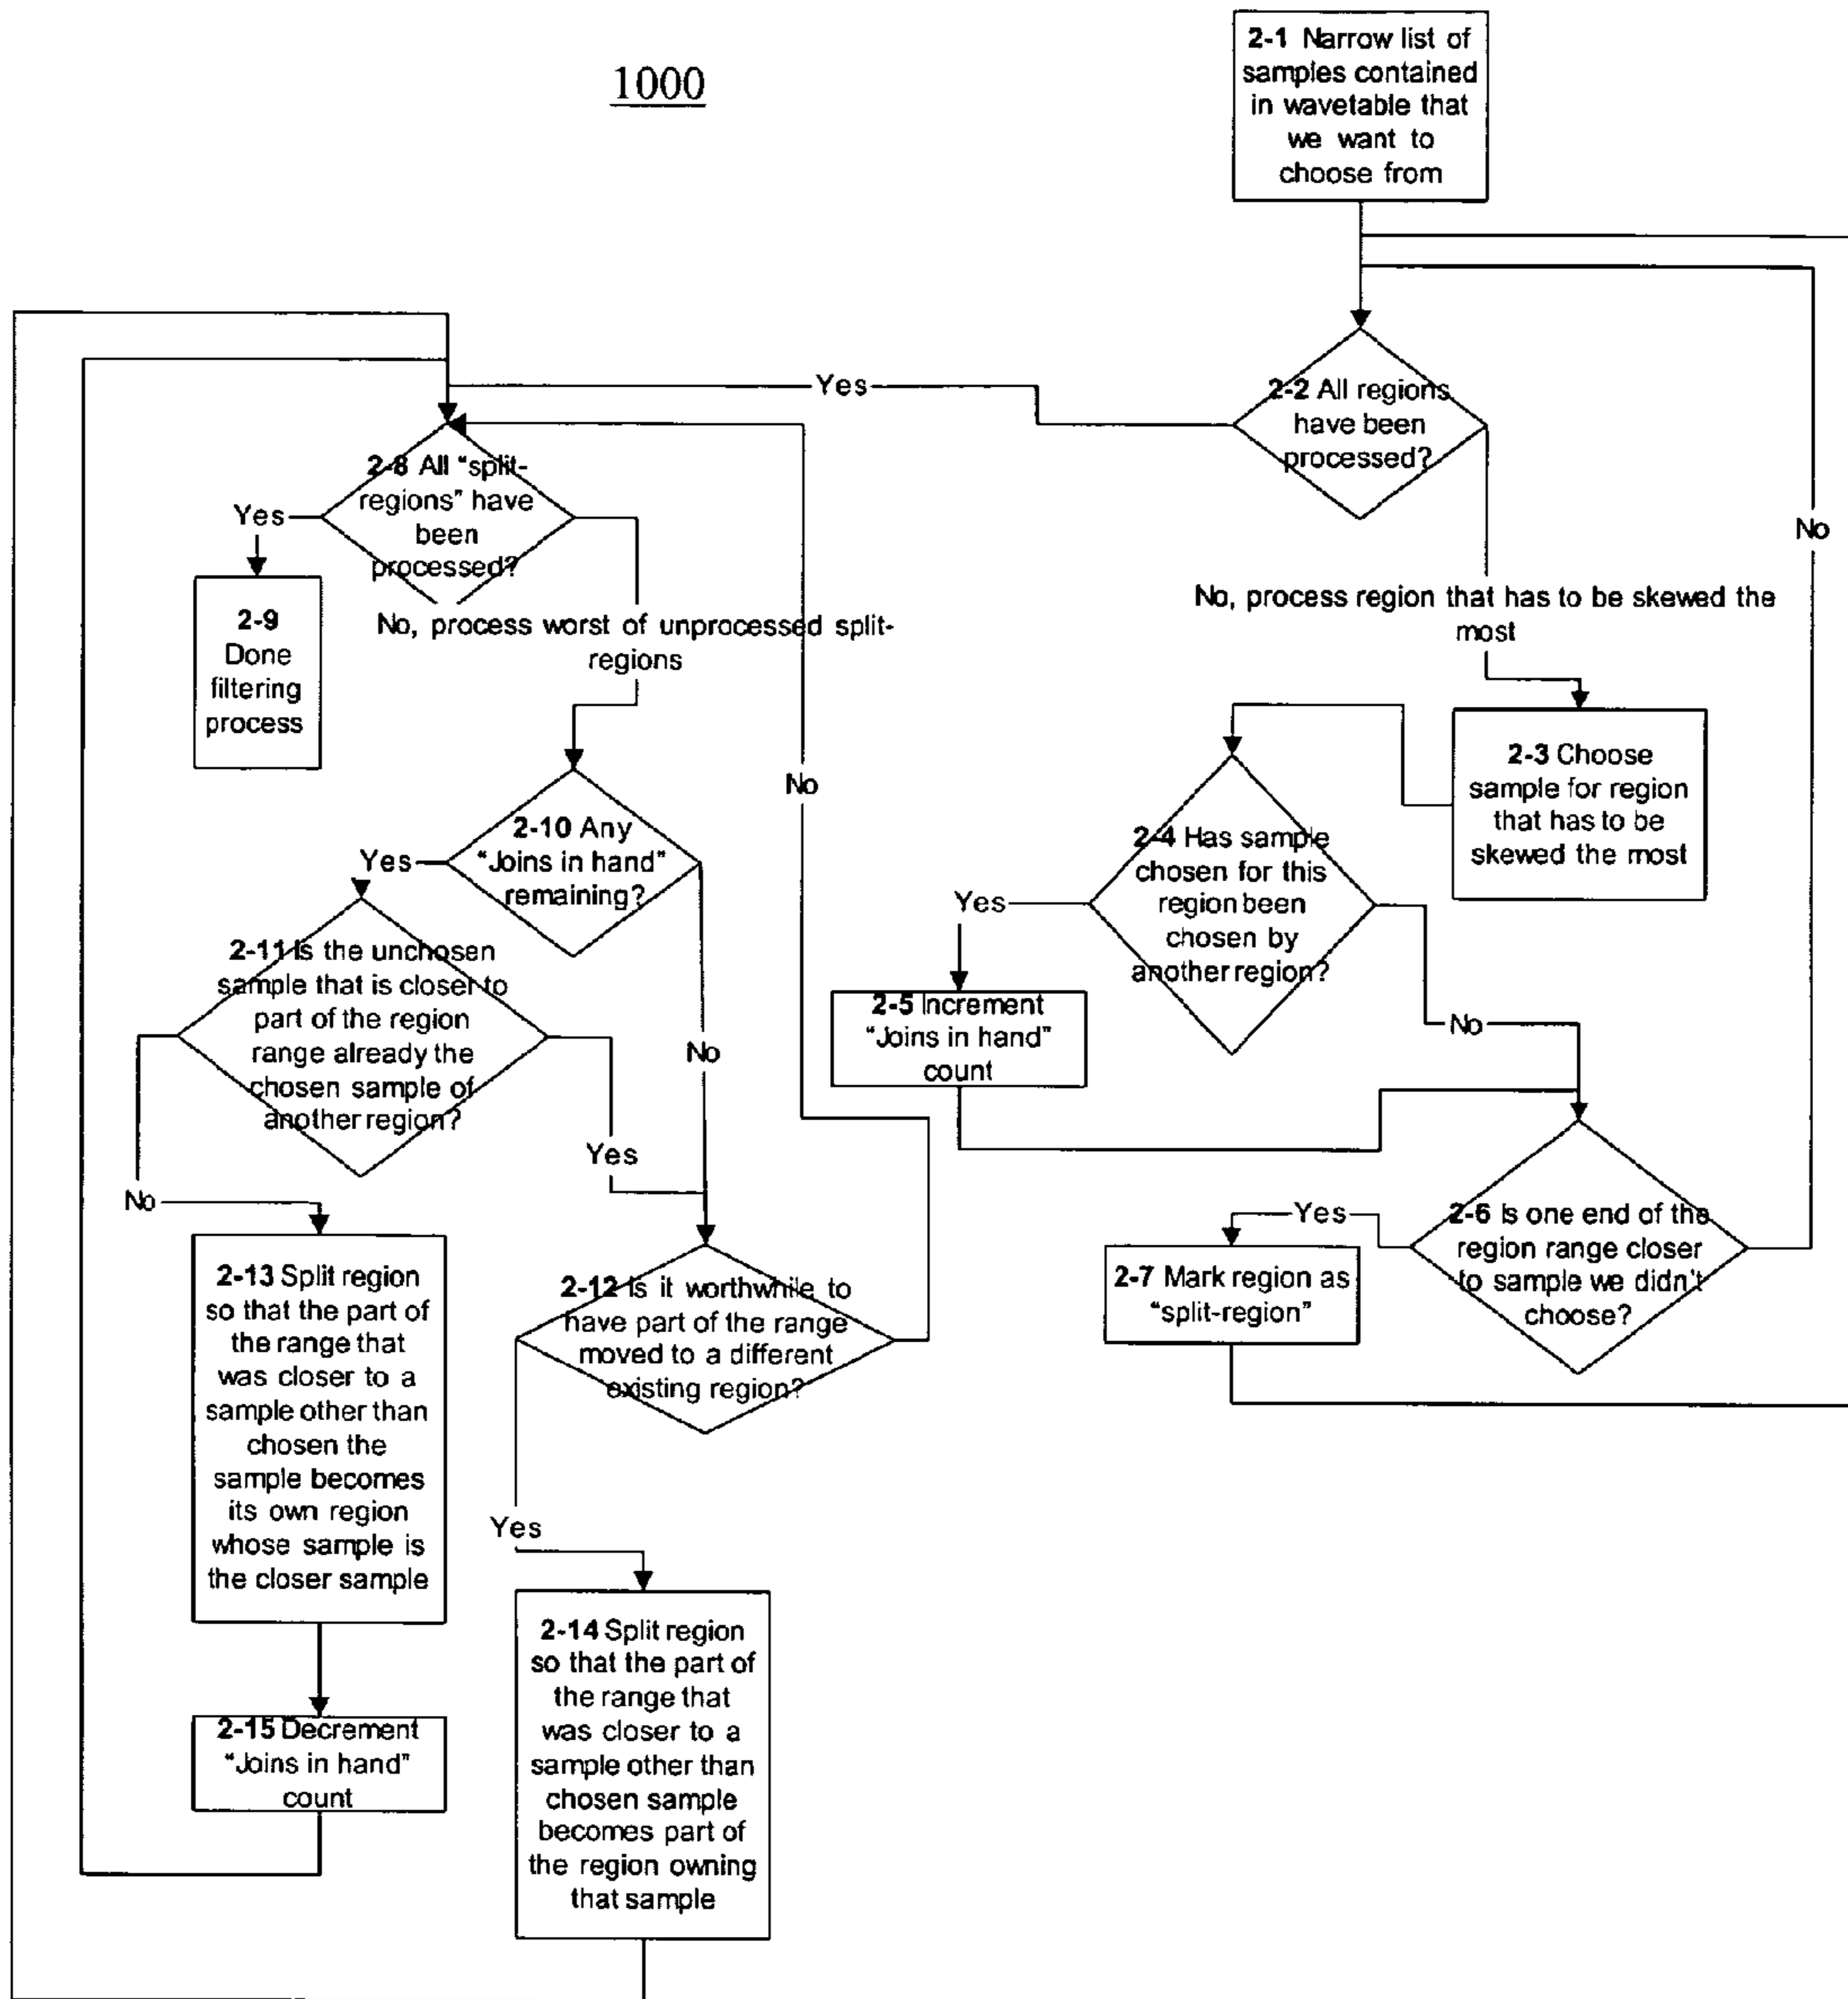 1000
2-1 Narrow list of
samples contained
in wavetable that
we want to
choose from
2-2 All regions
have been
processed?
Yes
No
No, process region that has to be skewed the
most
2-3 Choose
sample for region
that has to be
skewed the most
2-4 Has sample
chosen for this
region been
chosen by
another region?
Yes
No
2-5 Increment
"Joins in hand"
count
2-6 Is one end of the
region range closer
to sample we didn't
choose?
Yes
2-7 Mark region as
"split-region"
2-8 All "split-
regions" have
been
processed?
Yes
2-9
Done
filtering
process
No, process worst of unprocessed split-
regions
No
2-10 Any
"Joins in hand"
remaining?
Yes
No
2-11 Is the unchosen
sample that is closer to
part of the region
range already the
chosen sample of
another region?
Yes
No
2-12 Is it worthwhile to
have part of the range
moved to a different
existing region?
Yes
2-13 Split region
so that the part of
the range that
was closer to a
sample other than
chosen the
sample becomes
its own region
whose sample is
the closer sample
2-14 Split region
so that the part of
the range that
was closer to a
sample other than
chosen sample
becomes part of
the region owning
that sample
2-15 Decrement
"Joins in hand"
count